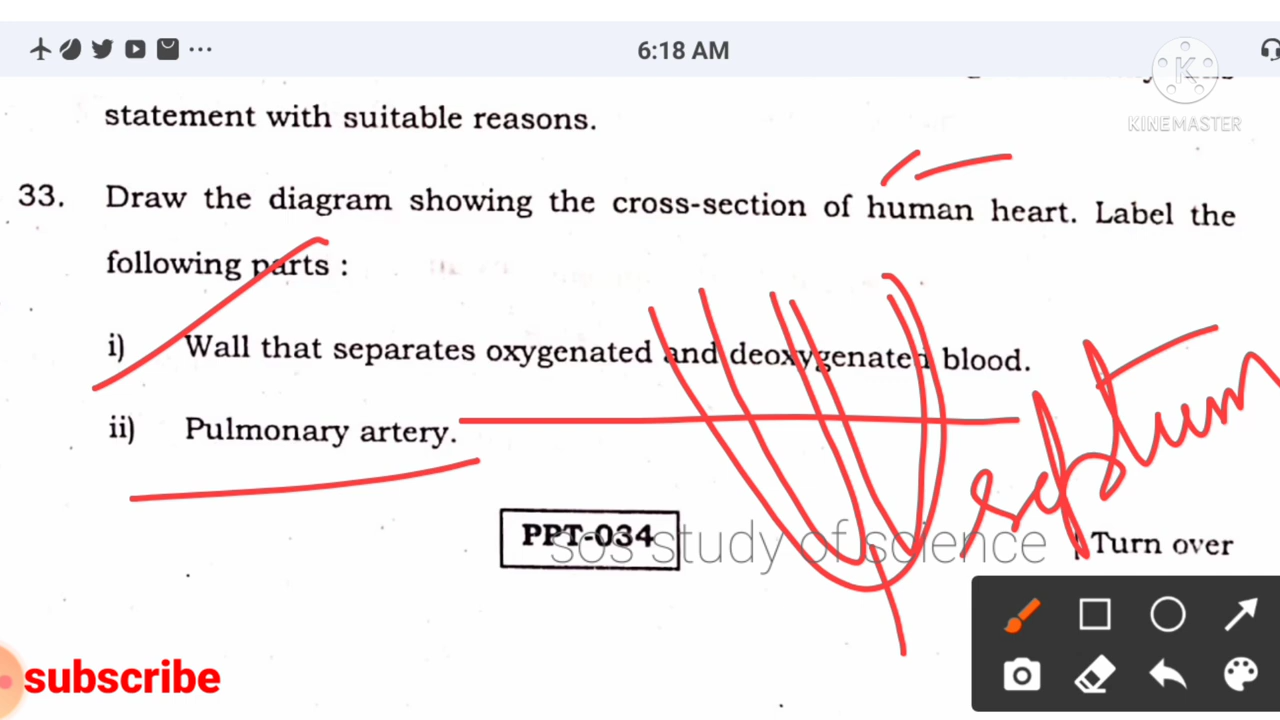 6:18 AM
KINEMASTER
statement with suitable reasons.
33. Draw the diagram showing the cross-section of human heart. Label the
following parts :
i) Wall that separates oxygenated and deoxygenated blood.
ii) Pulmonary artery.
septum
PPT-034
sos study of science
Turn over
subscribe